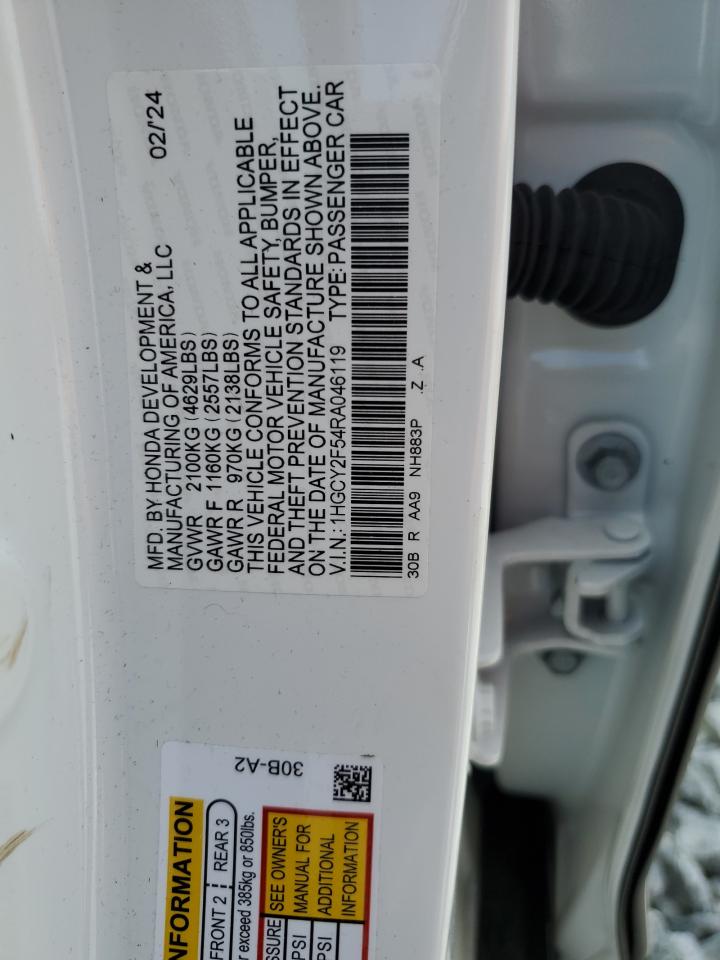 MFD. BY HONDA DEVELOPMENT & 02/'24
MANUFACTURING OF AMERICA, LLC
GVWR 2100KG (4629LBS)
GAWR F 1160KG (2557LBS)
GAWR R 970KG (2138LBS)
THIS VEHICLE CONFORMS TO ALL APPLICABLE
FEDERAL MOTOR VEHICLE SAFETY, BUMPER,
AND THEFT PREVENTION STANDARDS IN EFFECT
ON THE DATE OF MANUFACTURE SHOWN ABOVE.
V.I.N.: 1HGCY2F54RA046119 TYPE: PASSENGER CAR
30B R AA9 NH883P .Z .A
NFORMATION
FRONT 2 REAR 3
r exceed 385kg or 850lbs.
SSURE SEE OWNER'S
PSI MANUAL FOR
PSI ADDITIONAL
INFORMATION
30B-A2